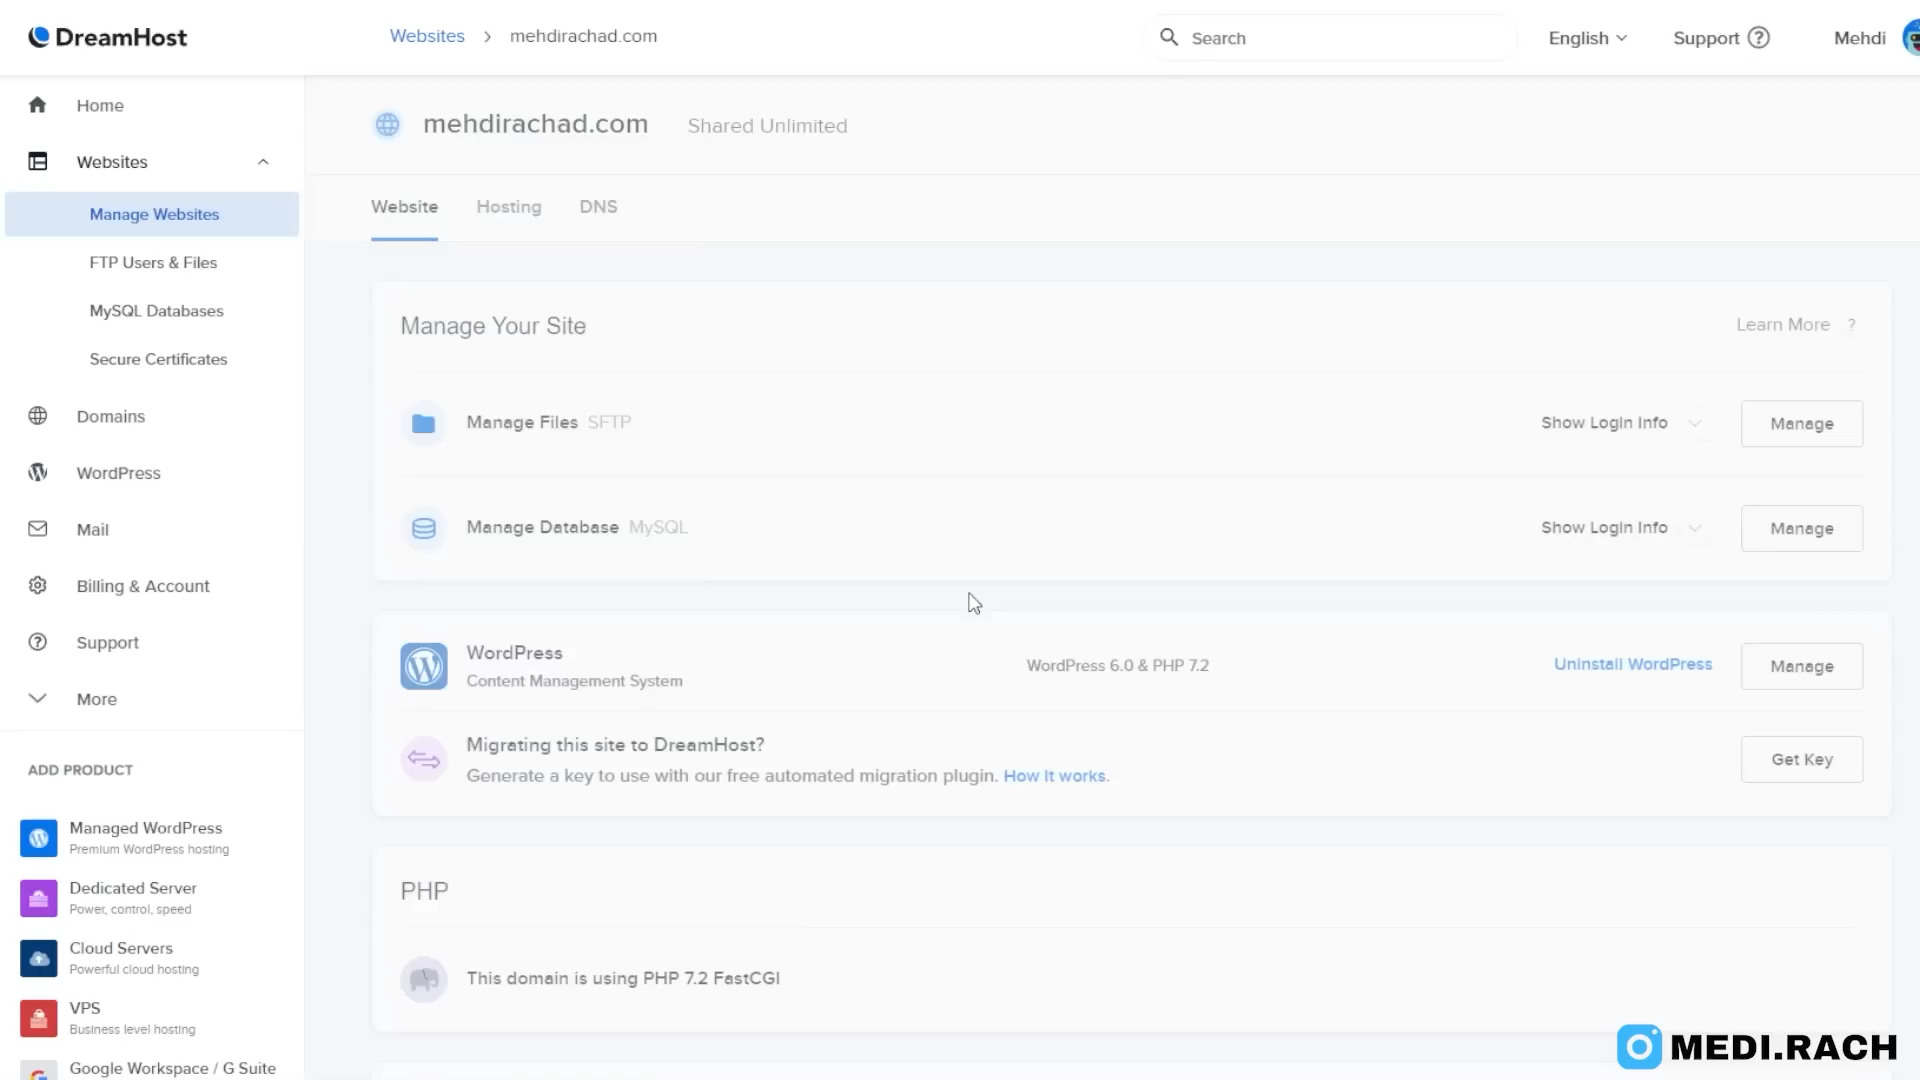 DreamHost
Websites > mehdirachad.com
Search
English
Support ?
Mehdi
Home
Websites
Manage Websites
FTP Users & Files
MySQL Databases
Secure Certificates
Domains
WordPress
Mail
Billing & Account
Support
More
ADD PRODUCT
Managed WordPress
Premium WordPress hosting
Dedicated Server
Power, control, speed
Cloud Servers
Powerful cloud hosting
VPS
Business level hosting
Google Workspace / G Suite
mehdirachad.com Shared Unlimited
Website Hosting DNS
Manage Your Site
Learn More ?
Manage Files SFTP
Show Login Info
Manage
Manage Database MySQL
Show Login Info
Manage
WordPress
Content Management System
WordPress 6.0 & PHP 7.2
Uninstall WordPress
Manage
Migrating this site to DreamHost?
Generate a key to use with our free automated migration plugin. How it works.
Get Key
PHP
This domain is using PHP 7.2 FastCGI
MEDI.RACH